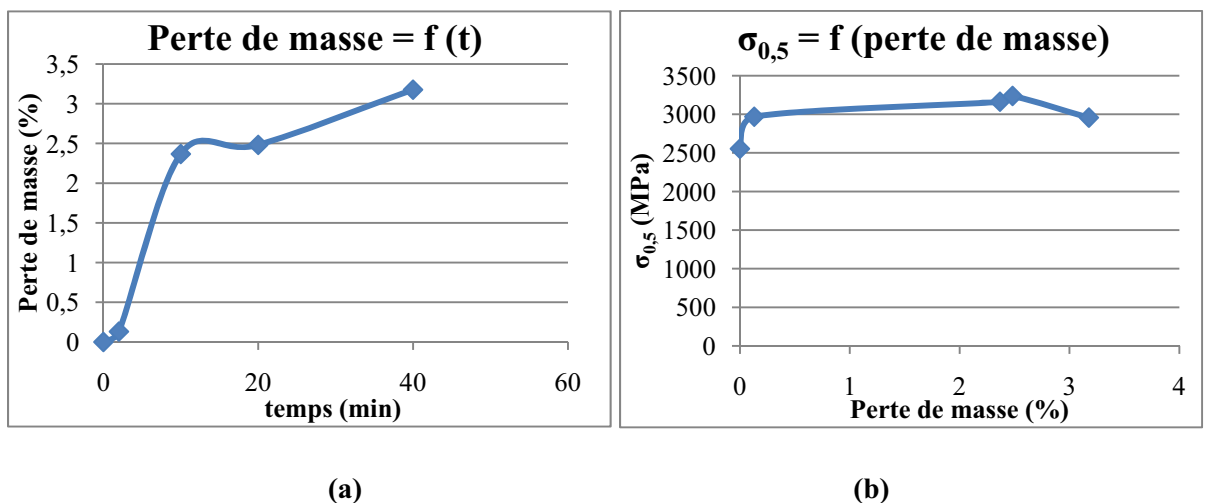 Perte de masse = f (t)
Perte de masse (%)
3,5
3
2,5
2
1,5
1
0,5
0
0 20 40 60
temps (min)
(a)
σ0,5 = f (perte de masse)
σ0,5 (MPa)
3500
3000
2500
2000
1500
1000
500
0
0 1 2 3 4
Perte de masse (%)
(b)